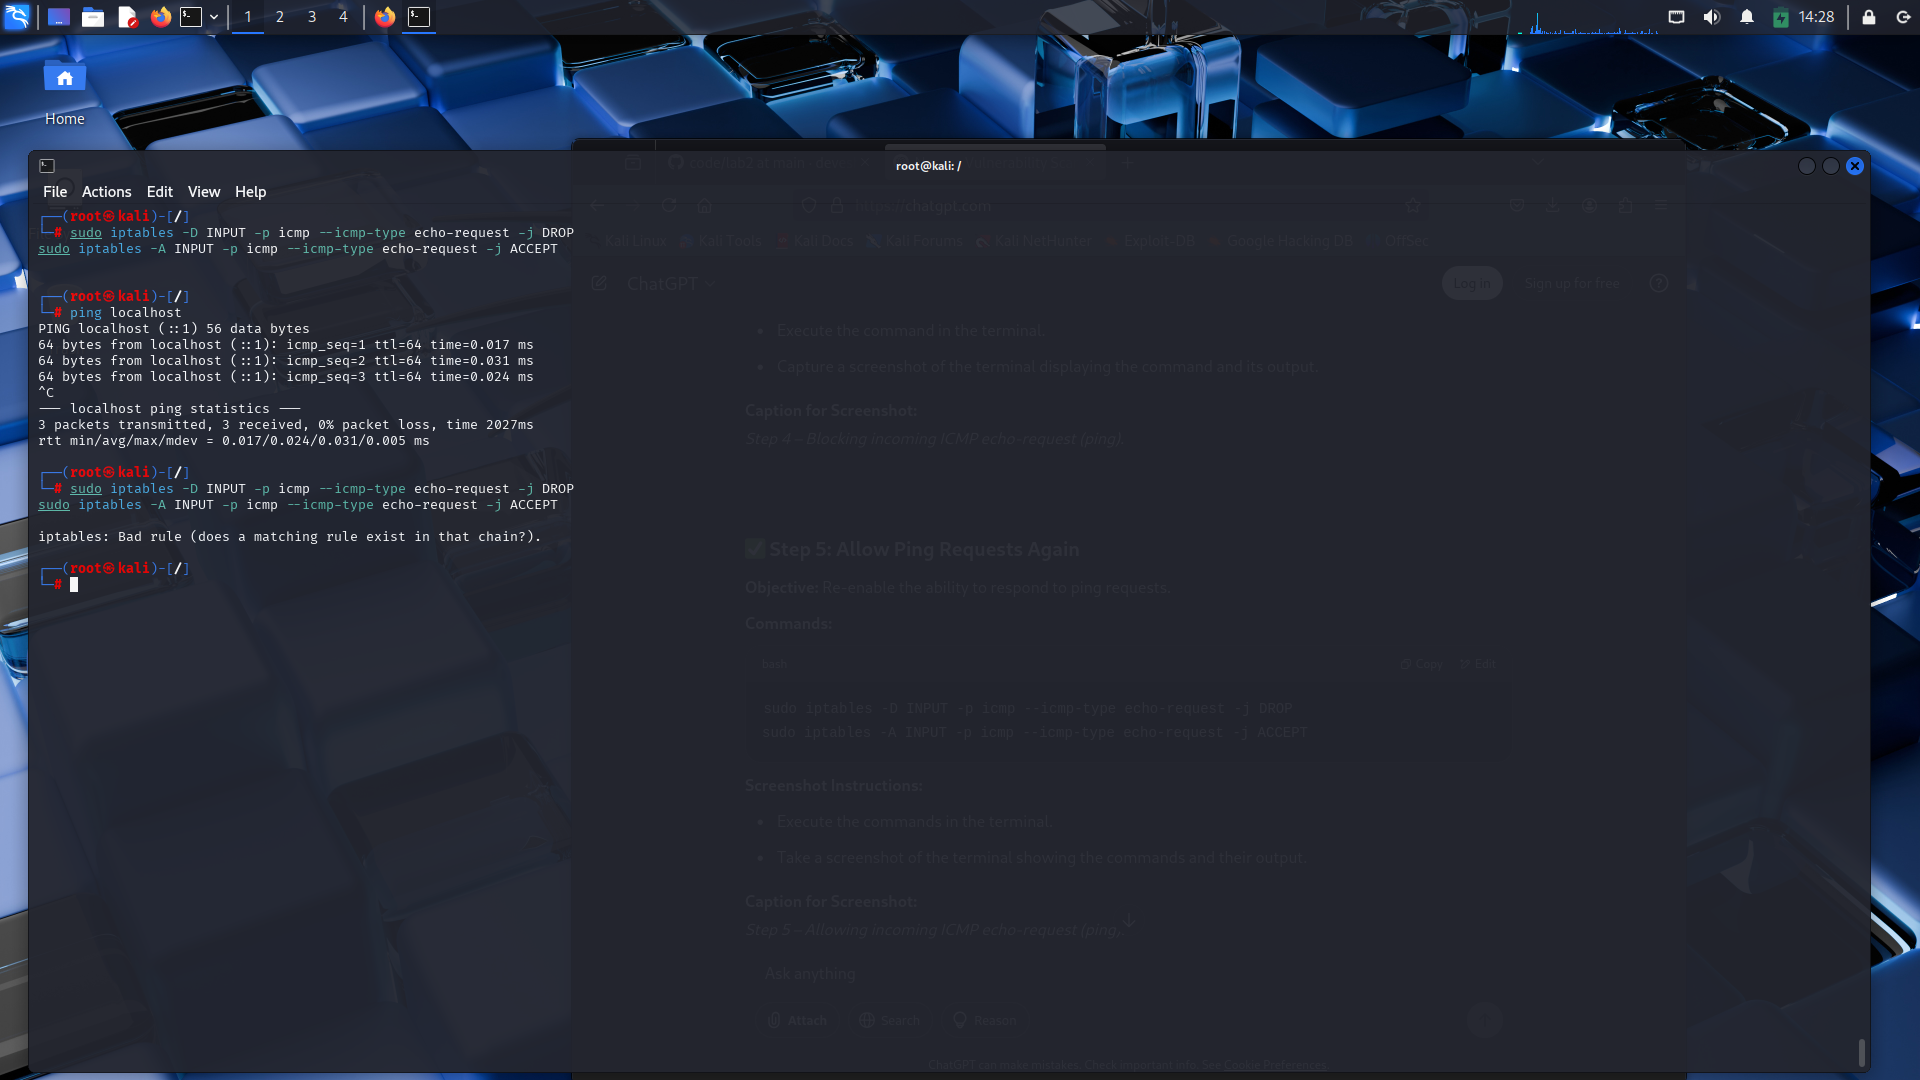 1 2 3 4
14:28
Home
code/lab2 at main · deve
root@kali: /
File Actions Edit View Help
https://chatgpt.com
Kali Linux Kali Tools Kali Docs Kali Forums Kali NetHunter Exploit-DB Google Hacking DB OffSec
┌──(root㉿kali)-[/]
└─# sudo iptables -D INPUT -p icmp --icmp-type echo-request -j DROP
sudo iptables -A INPUT -p icmp --icmp-type echo-request -j ACCEPT
┌──(root㉿kali)-[/]
└─# ping localhost
PING localhost (::1) 56 data bytes
64 bytes from localhost (::1): icmp_seq=1 ttl=64 time=0.017 ms
64 bytes from localhost (::1): icmp_seq=2 ttl=64 time=0.031 ms
64 bytes from localhost (::1): icmp_seq=3 ttl=64 time=0.024 ms
^C
--- localhost ping statistics ---
3 packets transmitted, 3 received, 0% packet loss, time 2027ms
rtt min/avg/max/mdev = 0.017/0.024/0.031/0.005 ms
┌──(root㉿kali)-[/]
└─# sudo iptables -D INPUT -p icmp --icmp-type echo-request -j DROP
sudo iptables -A INPUT -p icmp --icmp-type echo-request -j ACCEPT
iptables: Bad rule (does a matching rule exist in that chain?).
┌──(root㉿kali)-[/]
└─#
ChatGPT
Log in Sign up for free
Execute the command in the terminal.
Capture a screenshot of the terminal displaying the command and its output.
Caption for Screenshot:
Step 4 – Blocking incoming ICMP echo-request (ping).
✅ Step 5: Allow Ping Requests Again
Objective: Re-enable the ability to respond to ping requests.
Commands:
bash Copy Edit
sudo iptables -D INPUT -p icmp --icmp-type echo-request -j DROP
sudo iptables -A INPUT -p icmp --icmp-type echo-request -j ACCEPT
Screenshot Instructions:
Execute the commands in the terminal.
Take a screenshot of the terminal showing the commands and their output.
Caption for Screenshot:
Step 5 – Allowing incoming ICMP echo-request (ping)
Ask anything
Attach Search Reason
ChatGPT can make mistakes. Check important info. See Cookie Preferences